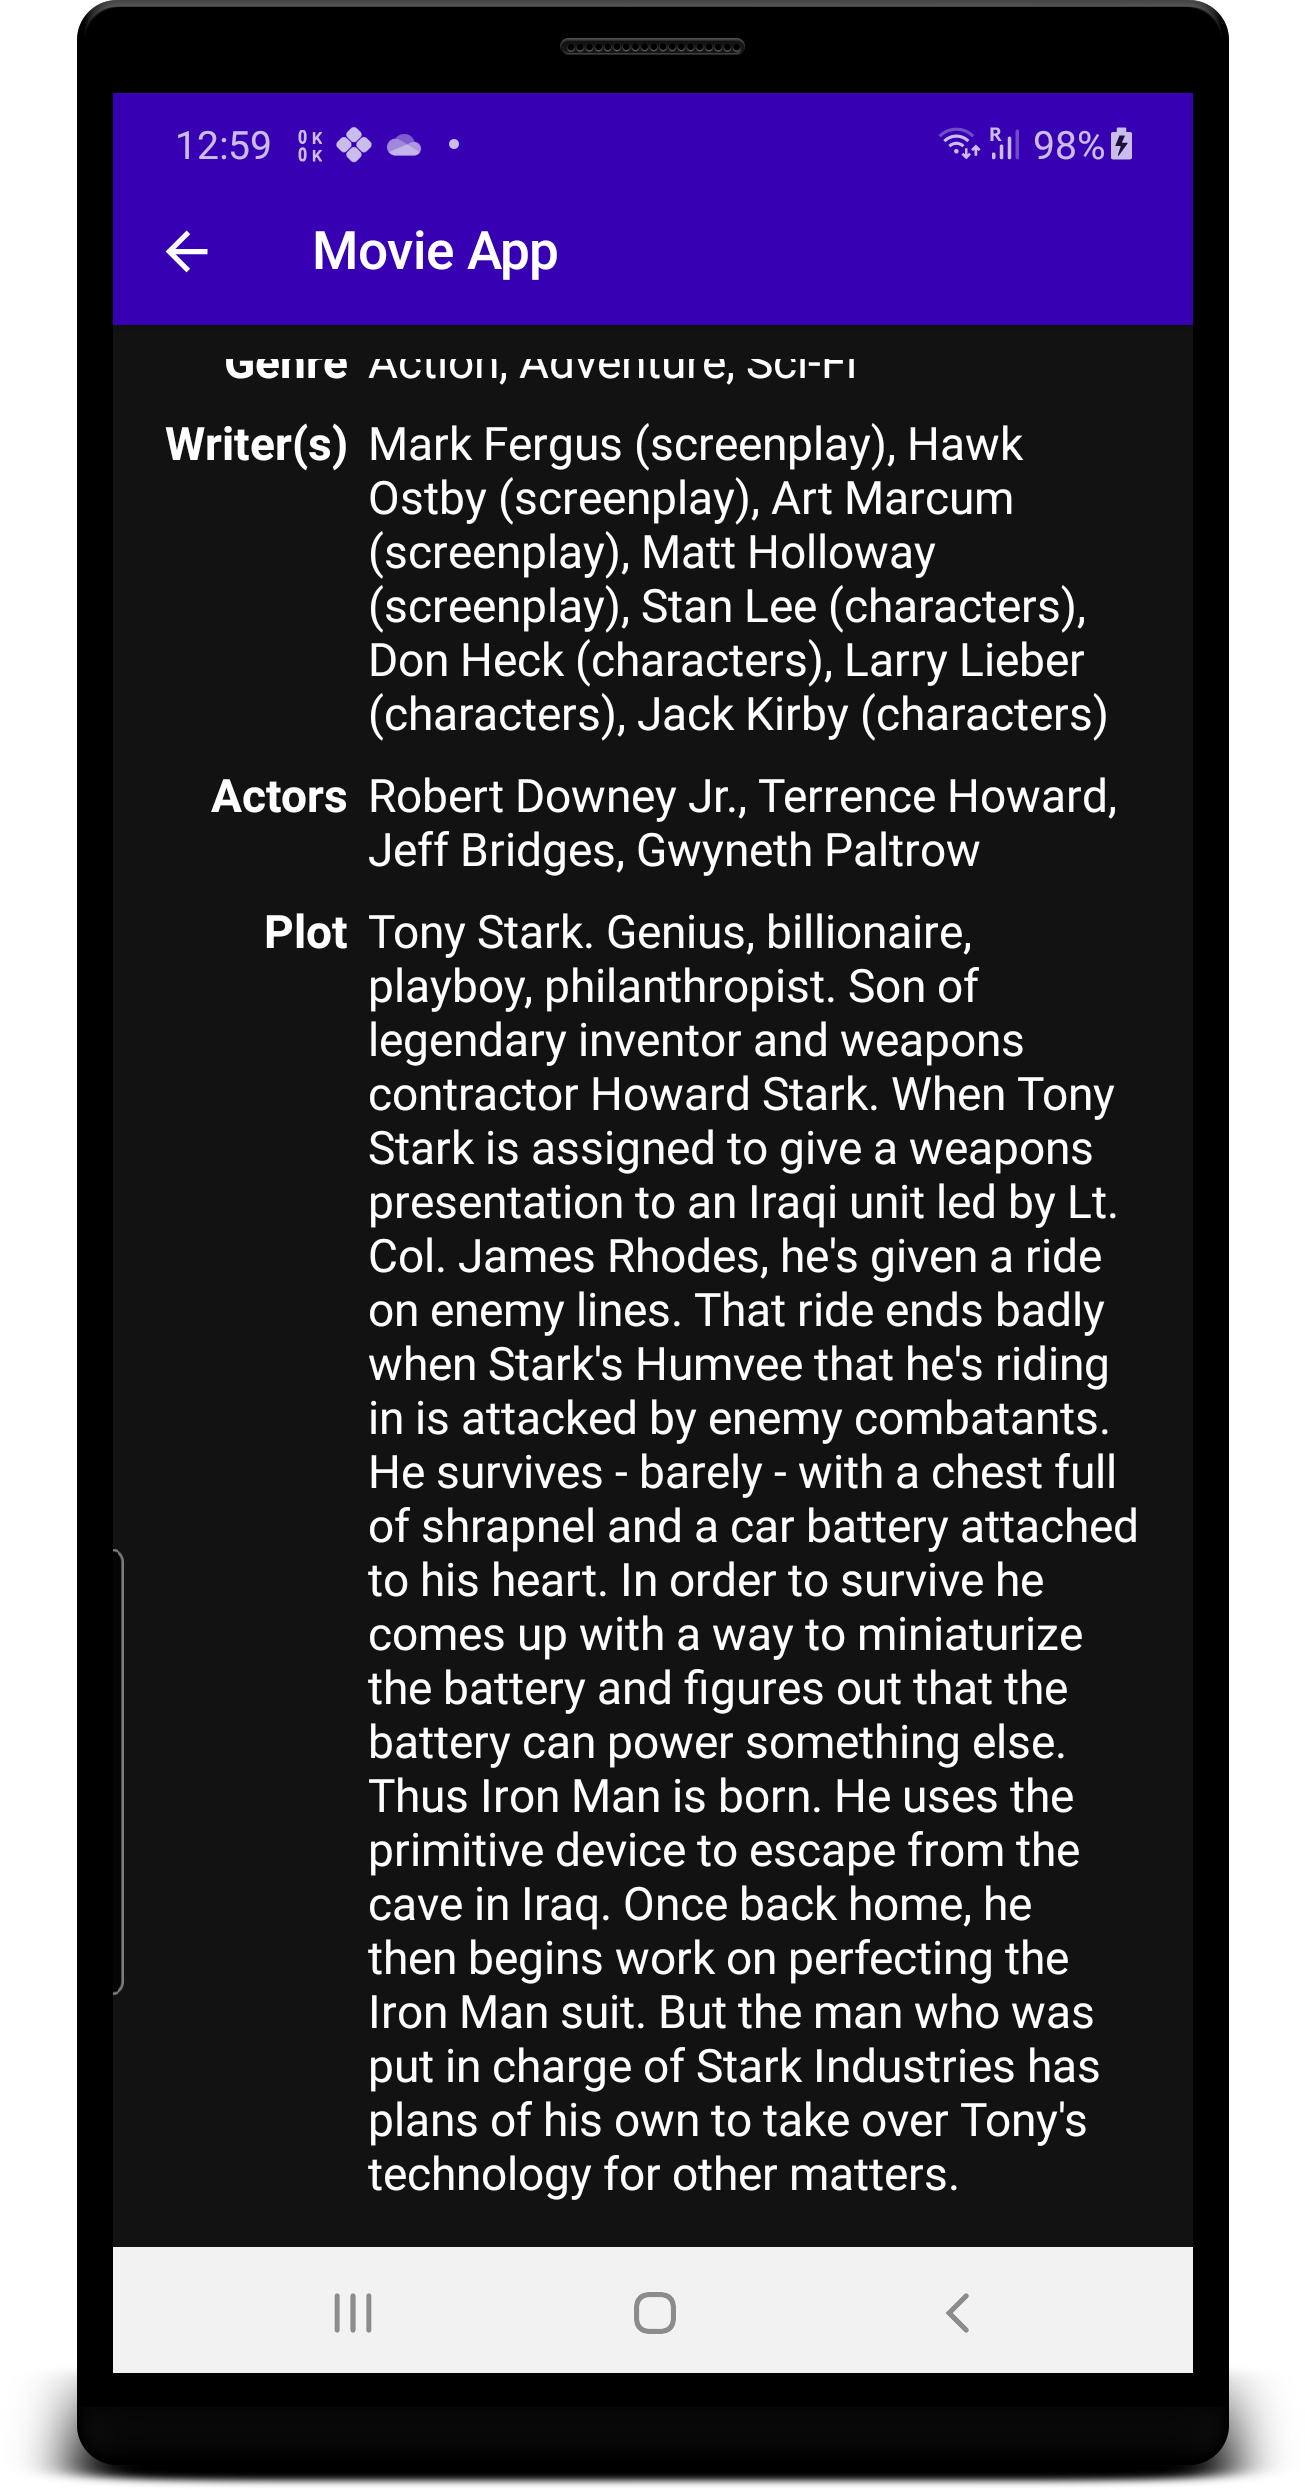 12:59 0 K 0 K R 98%
Movie App
Genre Action, Adventure, Sci-Fi
Writer(s) Mark Fergus (screenplay), Hawk
Ostby (screenplay), Art Marcum
(screenplay), Matt Holloway
(screenplay), Stan Lee (characters),
Don Heck (characters), Larry Lieber
(characters), Jack Kirby (characters)
Actors Robert Downey Jr., Terrence Howard,
Jeff Bridges, Gwyneth Paltrow
Plot Tony Stark. Genius, billionaire,
playboy, philanthropist. Son of
legendary inventor and weapons
contractor Howard Stark. When Tony
Stark is assigned to give a weapons
presentation to an Iraqi unit led by Lt.
Col. James Rhodes, he's given a ride
on enemy lines. That ride ends badly
when Stark's Humvee that he's riding
in is attacked by enemy combatants.
He survives - barely - with a chest full
of shrapnel and a car battery attached
to his heart. In order to survive he
comes up with a way to miniaturize
the battery and figures out that the
battery can power something else.
Thus Iron Man is born. He uses the
primitive device to escape from the
cave in Iraq. Once back home, he
then begins work on perfecting the
Iron Man suit. But the man who was
put in charge of Stark Industries has
plans of his own to take over Tony's
technology for other matters.